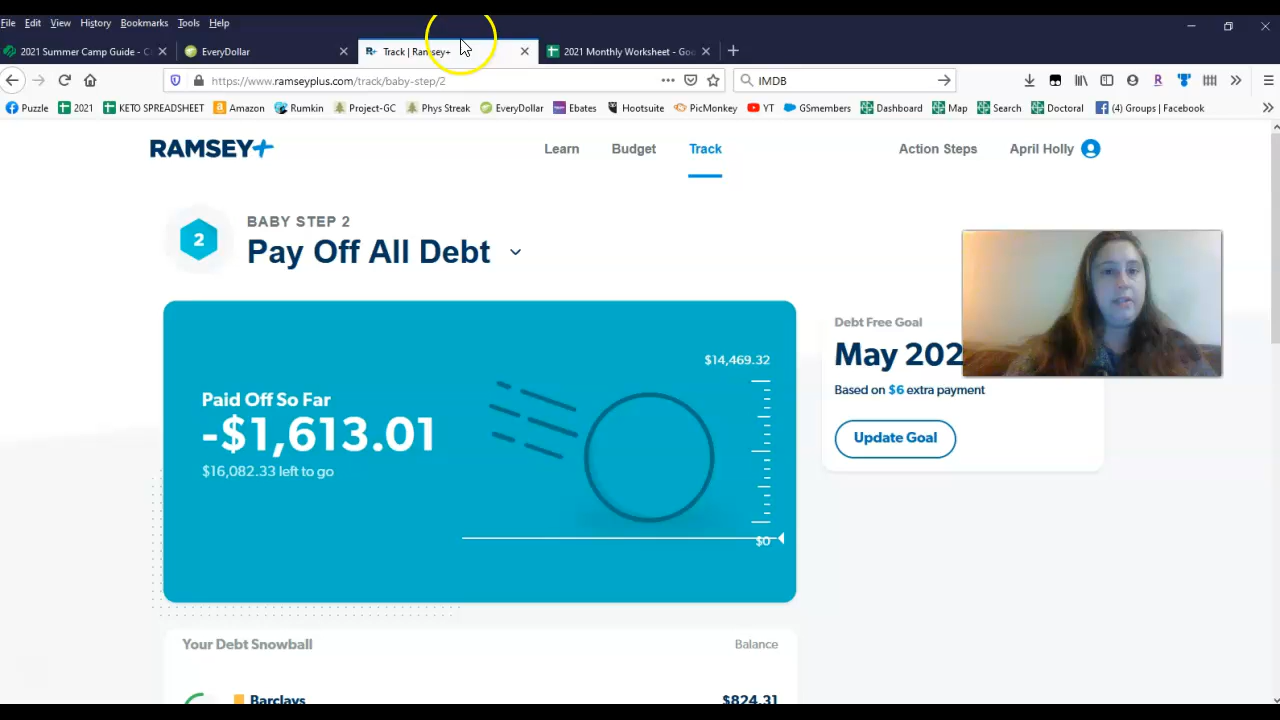 File Edit View History Bookmarks Tools Help
2021 Summer Camp Guide - C
EveryDollar
R+ Track | Ramsey+
2021 Monthly Worksheet - Goo
https://www.ramseyplus.com/track/baby-step/2
IMDB
Puzzle 2021 KETO SPREADSHEET Amazon Rumkin Project-GC Phys Streak EveryDollar Ebates Hootsuite PicMonkey YT GSmembers Dashboard Map Search Doctoral (4) Groups | Facebook
RAMSEY+
Learn Budget Track Action Steps April Holly
2
BABY STEP 2
Pay Off All Debt
$14,469.32
Paid Off So Far
-$1,613.01
$16,082.33 left to go
$0
Debt Free Goal
May 202
Based on $6 extra payment
Update Goal
Your Debt Snowball Balance
Barclays $824.31